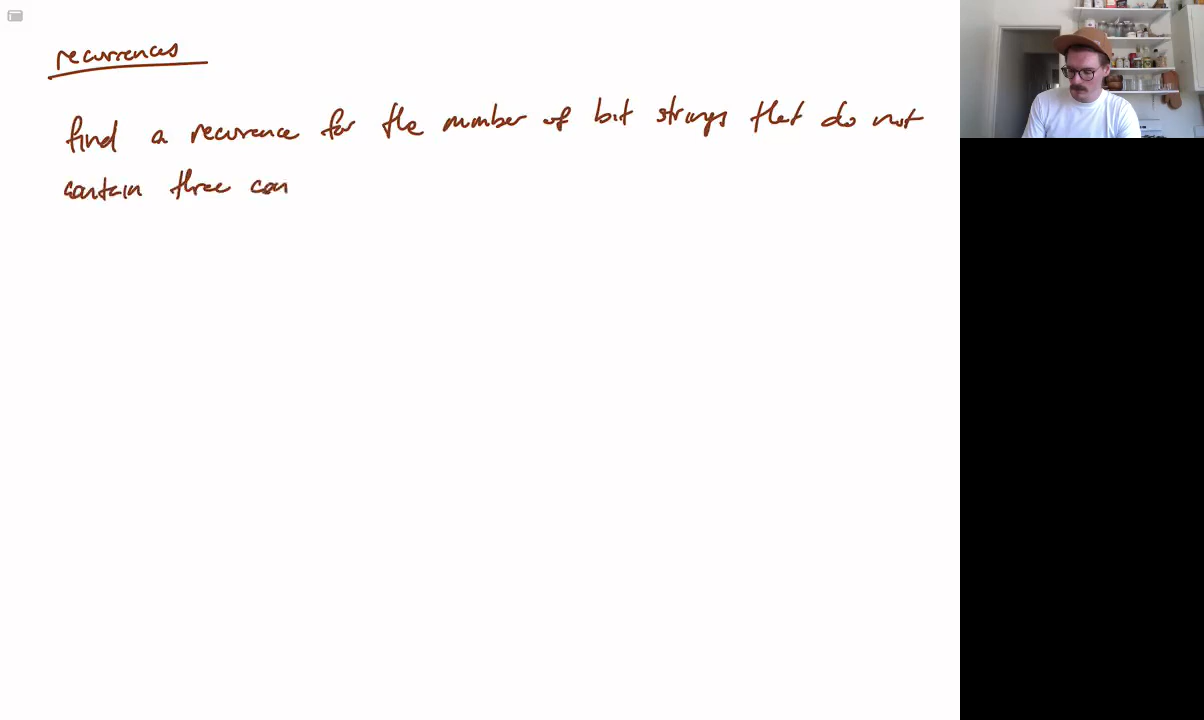 recurrences
find a recurrence for the number of bit strings that do not
contain three con